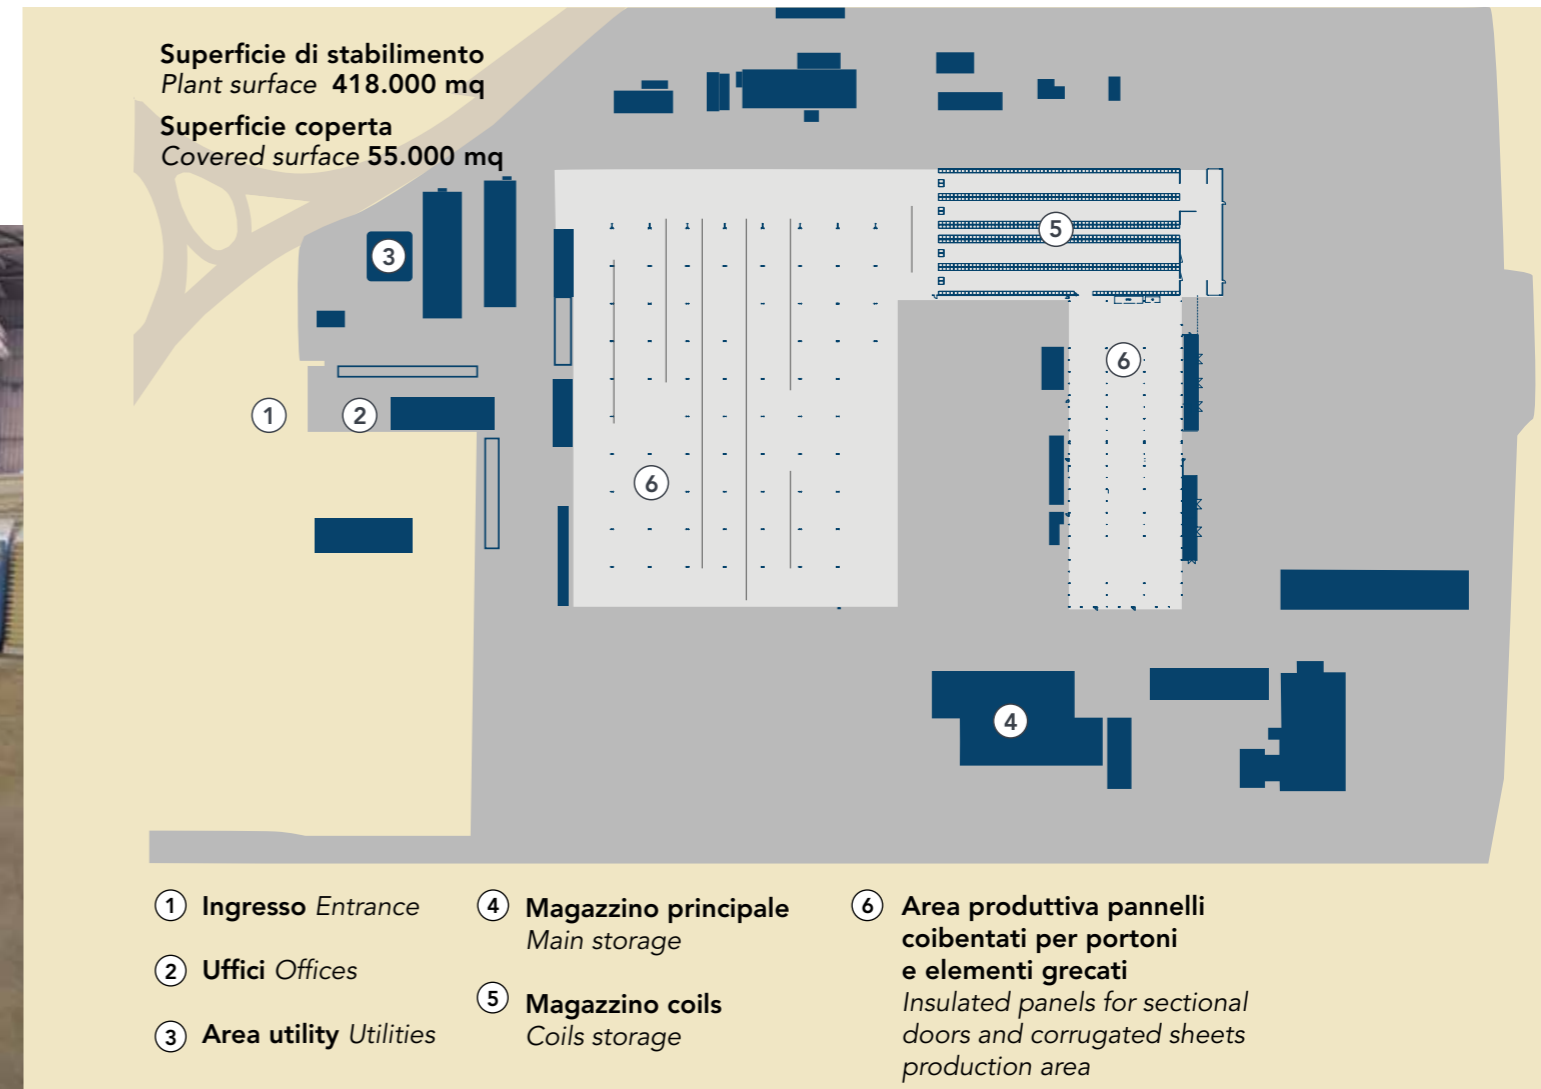 Superficie di stabilimento
Plant surface 418.000 mq
Superficie coperta
Covered surface 55.000 mq
5
3
6
1
2
6
4
1 Ingresso Entrance
2 Uffici Offices
3 Area utility Utilities
4 Magazzino principale
Main storage
5 Magazzino coils
Coils storage
6 Area produttiva pannelli
coibentati per portoni
e elementi grecati
Insulated panels for sectional
doors and corrugated sheets
production area